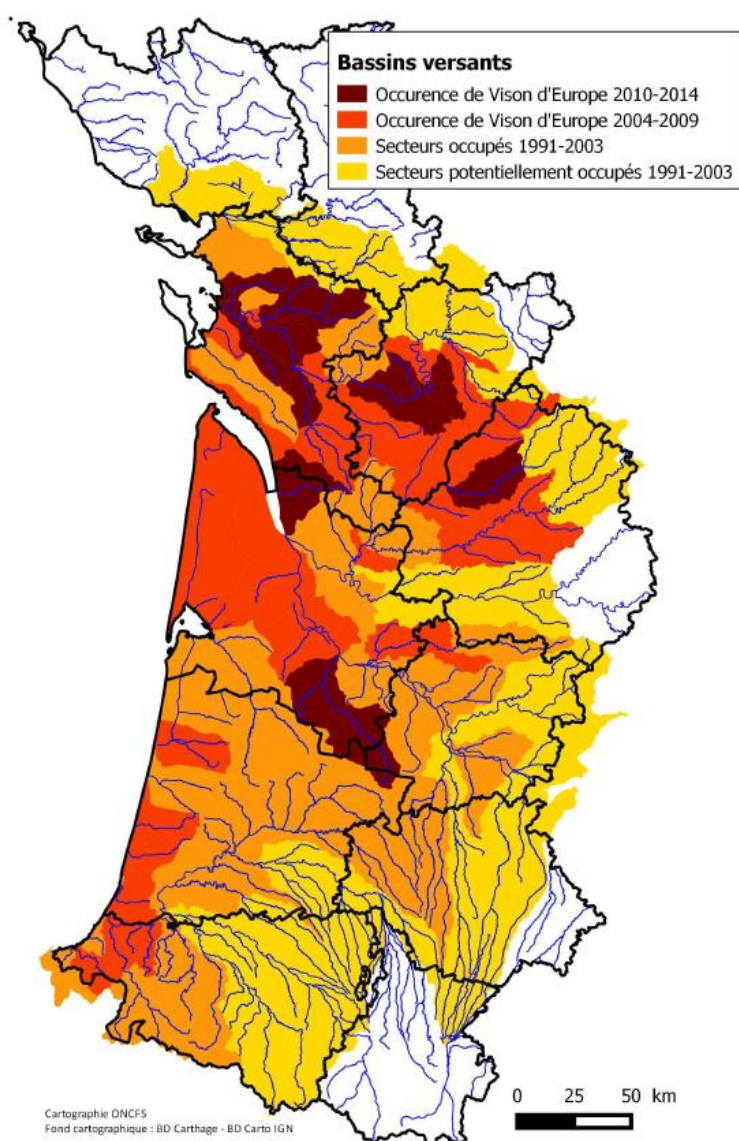 Bassins versants
Occurence de Vison d'Europe 2010-2014
Occurence de Vison d'Europe 2004-2009
Secteurs occupés 1991-2003
Secteurs potentiellement occupés 1991-2003
0 25 50 km
Cartographie ONCFS
Fond cartographique : BD Carthage - BD Carto IGN